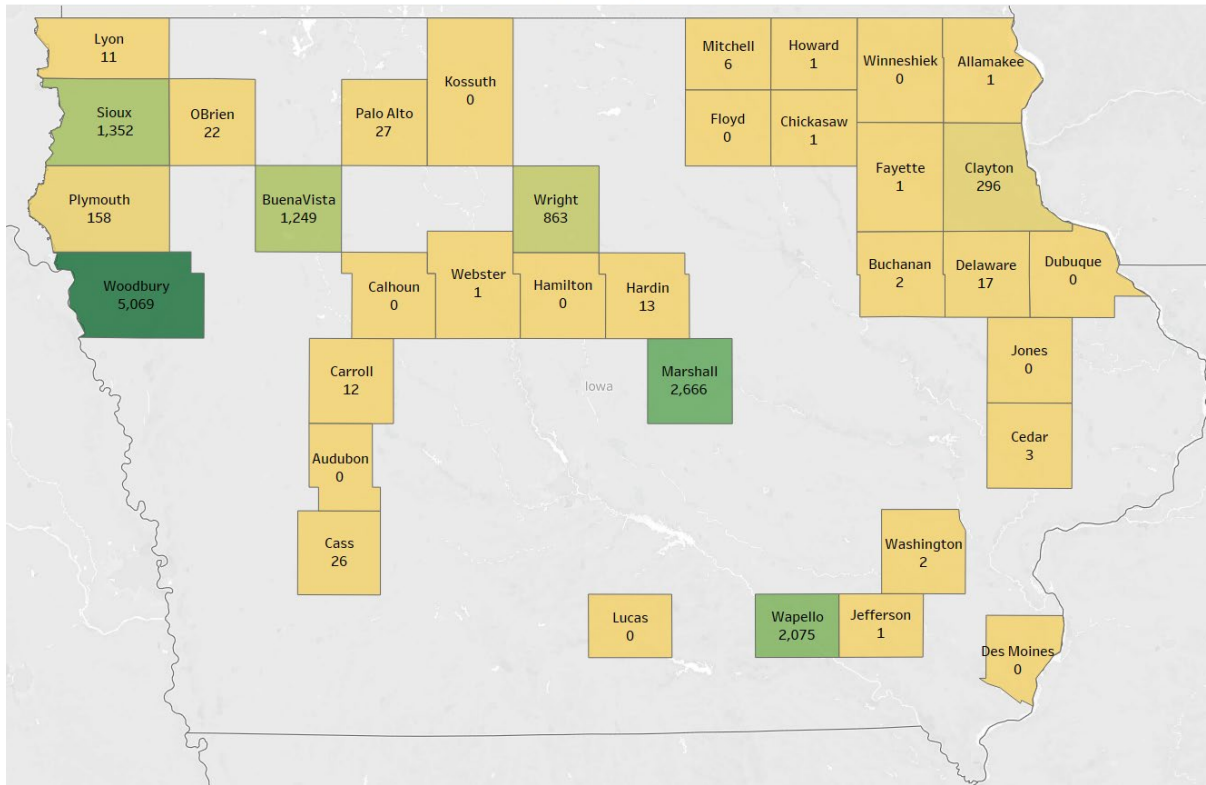 Lyon
11
Kossuth
0
Mitchell
6
Howard
1
Winneshiek
0
Allamakee
1
Sioux
1,352
OBrien
22
Palo Alto
27
Floyd
0
Chickasaw
1
Fayette
1
Clayton
296
Plymouth
158
BuenaVista
1,249
Wright
863
Woodbury
5,069
Calhoun
0
Webster
1
Hamilton
0
Hardin
13
Buchanan
2
Delaware
17
Dubuque
0
Carroll
12
Iowa
Marshall
2,666
Jones
0
Audubon
0
Cedar
3
Cass
26
Washington
2
Lucas
0
Wapello
2,075
Jefferson
1
Des Moines
0